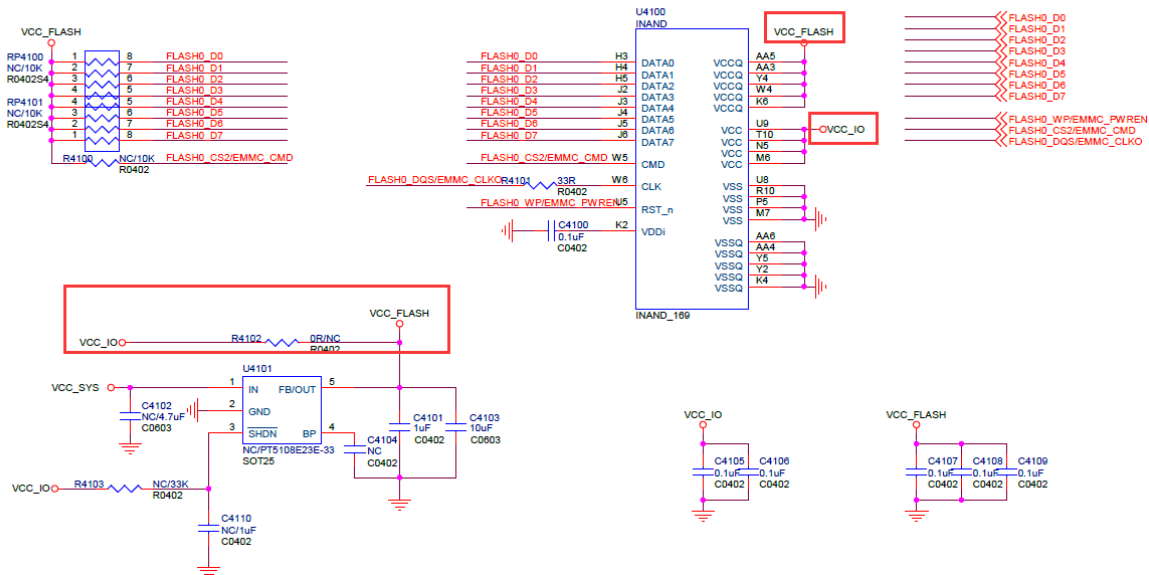 VCC_FLASH
RP4100
NC/10K
R0402S4
RP4101
NC/10K
R0402S4
1
2
3
4
4
3
2
1
8
7
6
5
5
6
7
8
FLASH0_D0
FLASH0_D1
FLASH0_D2
FLASH0_D3
FLASH0_D4
FLASH0_D5
FLASH0_D6
FLASH0_D7
R4100
NC/10K
R0402
FLASH0_CS2/EMMC_CMD
U4100
INAND
FLASH0_D0
FLASH0_D1
FLASH0_D2
FLASH0_D3
FLASH0_D4
FLASH0_D5
FLASH0_D6
FLASH0_D7
FLASH0_CS2/EMMC_CMD
FLASH0_DQS/EMMC_CLKO
R4101
33R
R0402
FLASH0_WP/EMMC_PWREN
C4100
0.1uF
C0402
H3
H4
H5
J2
J3
J4
J5
J6
W5
W6
U5
K2
DATA0
DATA1
DATA2
DATA3
DATA4
DATA5
DATA6
DATA7
CMD
CLK
RST_n
VDDi
VCCQ
VCCQ
VCCQ
VCCQ
VCCQ
VCC
VCC
VCC
VCC
VSS
VSS
VSS
VSS
VSSQ
VSSQ
VSSQ
VSSQ
VSSQ
INAND_169
VCC_FLASH
AA5
AA3
Y4
W4
K6
U9
T10
N5
M6
VCC_IO
U8
R10
P5
M7
AA6
AA4
Y5
Y2
K4
FLASH0_D0
FLASH0_D1
FLASH0_D2
FLASH0_D3
FLASH0_D4
FLASH0_D5
FLASH0_D6
FLASH0_D7
FLASH0_WP/EMMC_PWREN
FLASH0_CS2/EMMC_CMD
FLASH0_DQS/EMMC_CLKO
VCC_FLASH
VCC_IO
R4102
0R/NC
R0402
U4101
VCC_SYS
1
IN
FB/OUT
5
2
GND
3
SHDN
BP
4
NC/PT5108E23E-33
SOT25
C4102
NC/4.7uF
C0603
C4104
NC
C0402
C4101
1uF
C0402
C4103
10uF
C0603
VCC_IO
R4103
NC/33K
R0402
C4110
NC/1uF
C0402
VCC_IO
C4105
0.1uF
C0402
C4106
0.1uF
C0402
VCC_FLASH
C4107
0.1uF
C0402
C4108
0.1uF
C0402
C4109
0.1uF
C0402